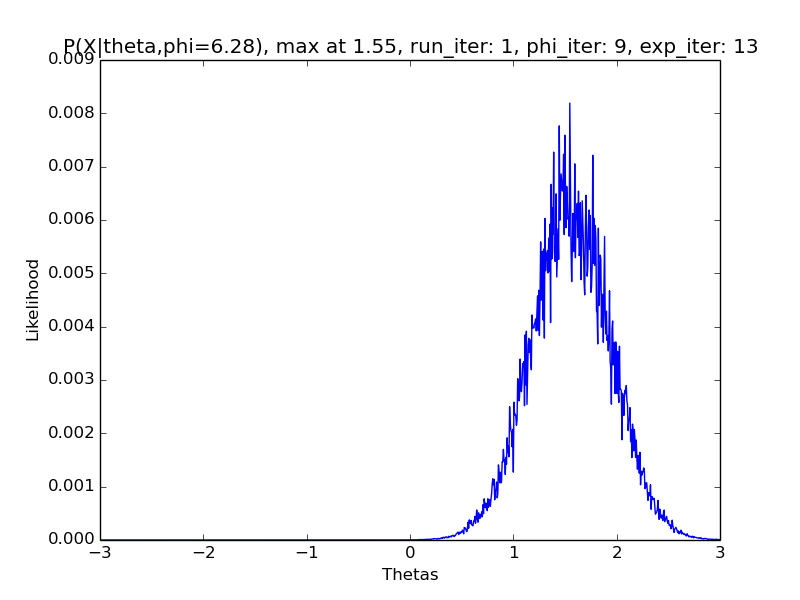 P(X|theta,phi=6.28), max at 1.55, run_iter: 1, phi_iter: 9, exp_iter: 13
0.009
0.008
0.007
0.006
0.005
Likelihood
0.004
0.003
0.002
0.001
0.000
−3 −2 −1 0 1 2 3
Thetas